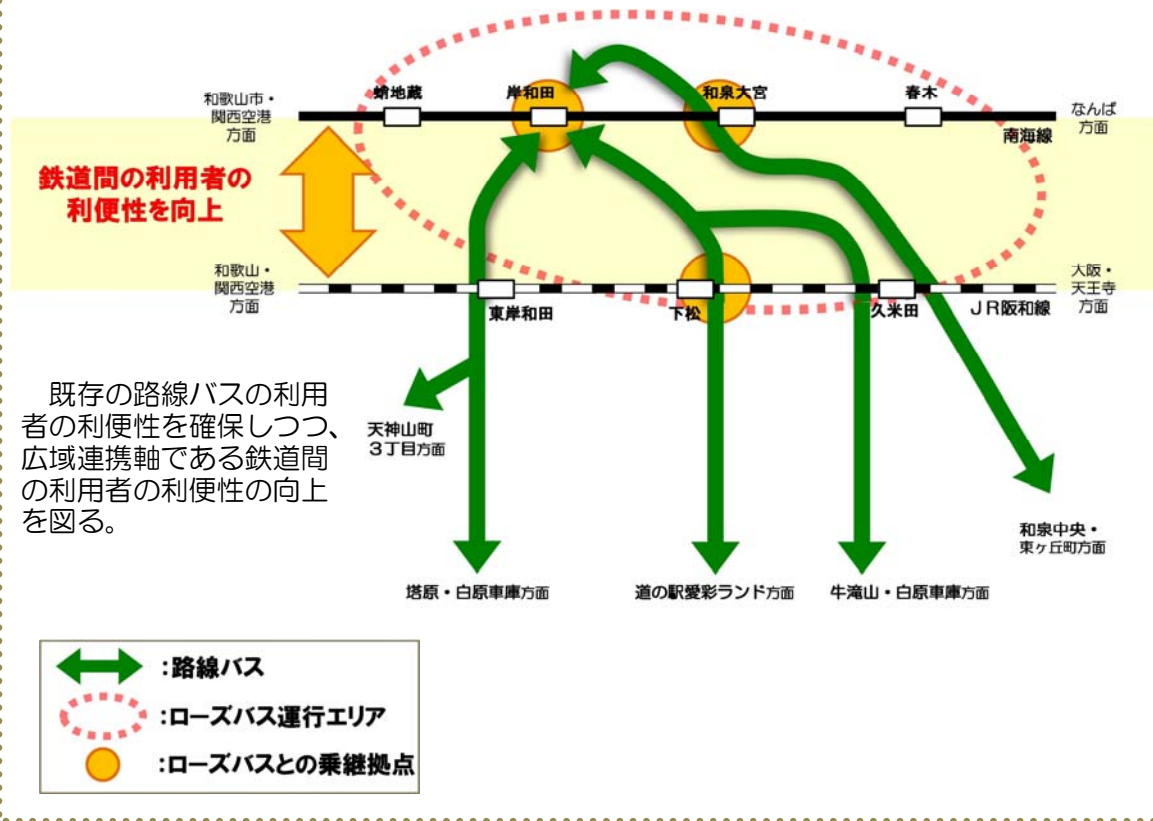 蛸地蔵
岸和田
和泉大宮
春木
和歌山市・
関西空港
方面
なんば
方面
南海線
鉄道間の利用者の
利便性を向上
和歌山・
関西空港
方面
大阪・
天王寺
方面
東岸和田
下松
久米田
JR阪和線
既存の路線バスの利用
者の利便性を確保しつつ、
広域連携軸である鉄道間
の利用者の利便性の向上
を図る。
天神山町
3丁目方面
和泉中央・
東ヶ丘町方面
塔原・白原車庫方面
道の駅愛彩ランド方面
牛滝山・白原車庫方面
:路線バス
:ローズバス運行エリア
:ローズバスとの乗継拠点